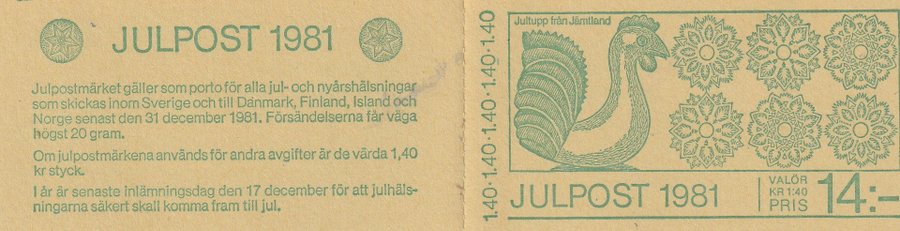 JULPOST 1981
Julpostmärket gäller som porto för alla jul- och nyårshälsningar
som skickas inom Sverige och till Danmark, Finland, Island och
Norge senast den 31 december 1981. Försändelserna får väga
högst 20 gram.
Om julpostmärkena används för andra avgifter är de värda 1,40
kr styck.
I år är senaste inlämningsdag den 17 december för att julhäls-
ningarna säkert skall komma fram till jul.
1.40·1.40·1.40·1.40·1.40
Jultupp från Jämtland
JULPOST 1981
VALÖR
KR 1:40
PRIS
14:-